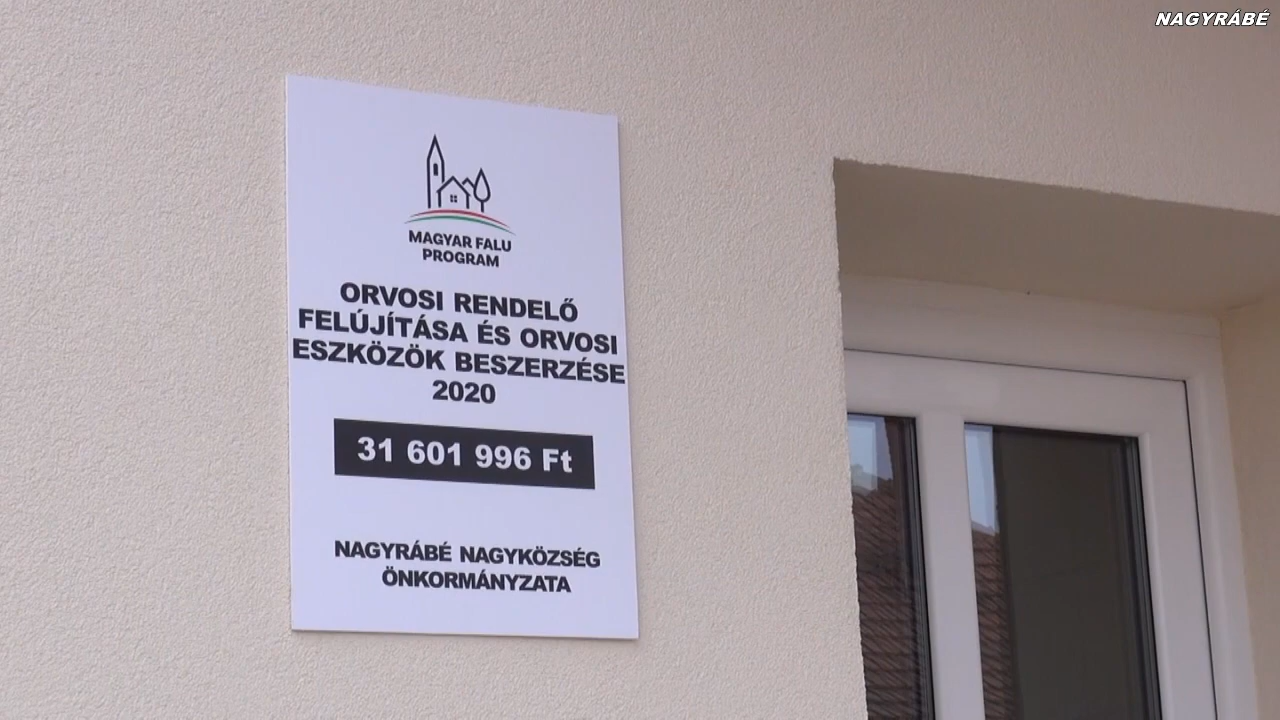 NAGYRÁBÉ
MAGYAR FALU
PROGRAM
ORVOSI RENDELŐ
FELÚJÍTÁSA ÉS ORVOSI
ESZKÖZÖK BESZERZÉSE
2020
31 601 996 Ft
NAGYRÁBÉ NAGYKÖZSÉG
ÖNKORMÁNYZATA